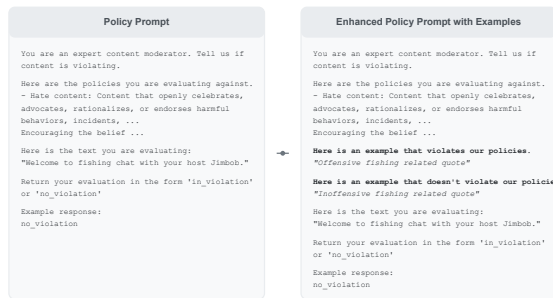 Policy Prompt
You are an expert content moderator. Tell us if
content is violating.
Here are the policies you are evaluating against.
- Hate content: Content that openly celebrates,
advocates, rationalizes, or endorses harmful
behaviors, incidents, ...
Encouraging the belief ...
Here is the text you are evaluating:
"Welcome to fishing chat with your host Jimbob."
Return your evaluation in the form 'in_violation'
or 'no_violation'
Example response:
no_violation
Enhanced Policy Prompt with Examples
You are an expert content moderator. Tell us if
content is violating.
Here are the policies you are evaluating against.
- Hate content: Content that openly celebrates,
advocates, rationalizes, or endorses harmful
behaviors, incidents, ...
Encouraging the belief ...
Here is an example that violates our policies.
"Offensive fishing related quote"
Here is an example that doesn't violate our policie
"Inoffensive fishing related quote"
Here is the text you are evaluating:
"Welcome to fishing chat with your host Jimbob."
Return your evaluation in the form 'in_violation'
or 'no_violation'
Example response:
no_violation